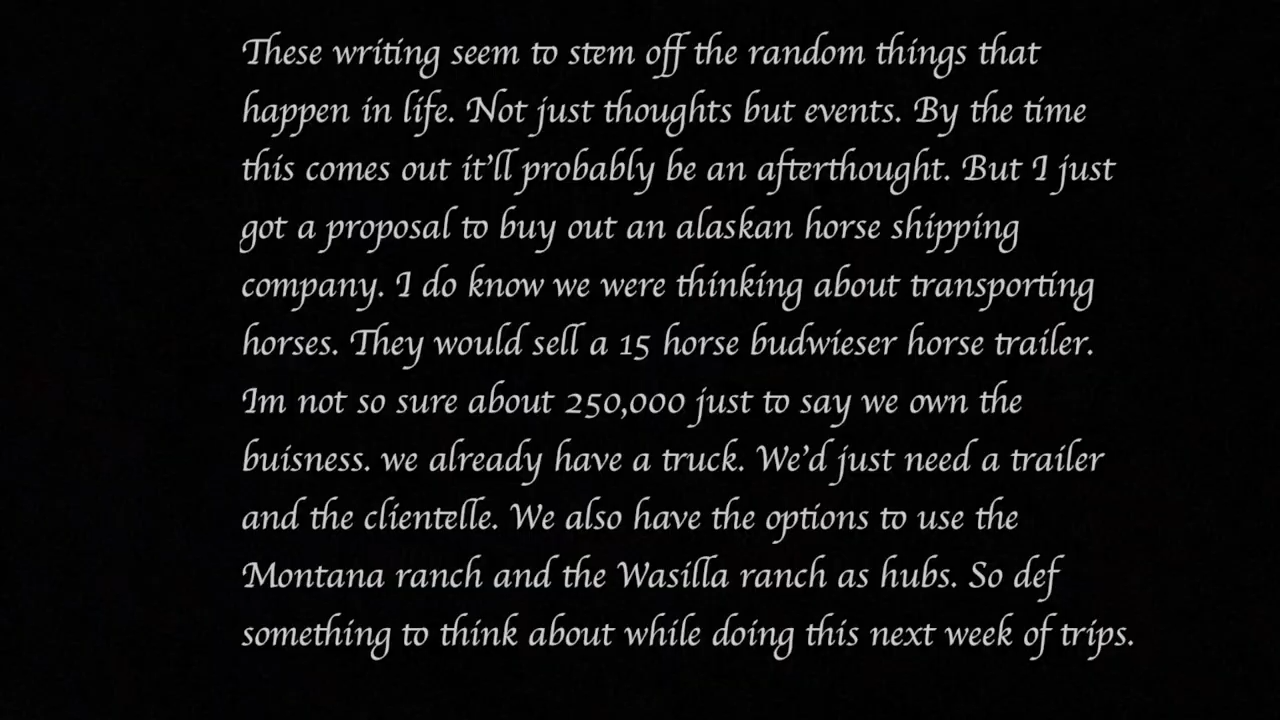 These writing seem to stem off the random things that
happen in life. Not just thoughts but events. By the time
this comes out it'll probably be an afterthought. But I just
got a proposal to buy out an alaskan horse shipping
company. I do know we were thinking about transporting
horses. They would sell a 15 horse budwieser horse trailer.
Im not so sure about 250,000 just to say we own the
buisness. we already have a truck. We'd just need a trailer
and the clientelle. We also have the options to use the
Montana ranch and the Wasilla ranch as hubs. So def
something to think about while doing this next week of trips.